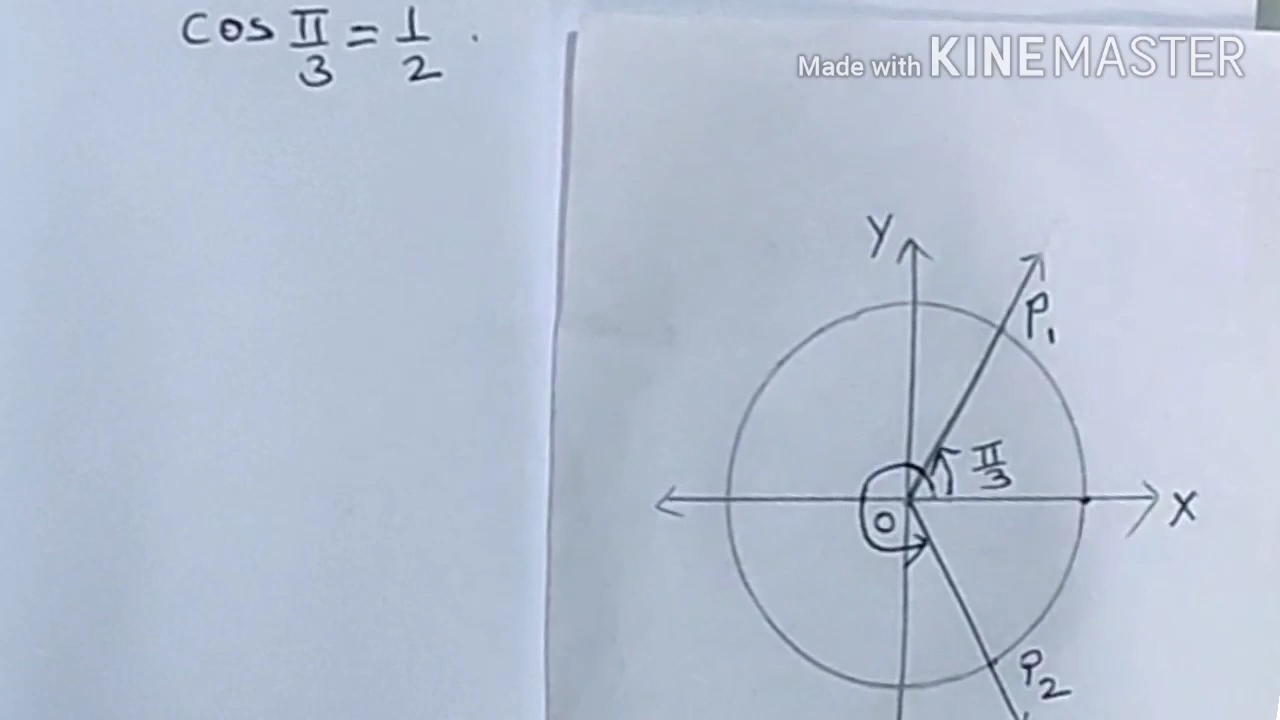 cos π/3 = 1/2 .
Made with KINEMASTER
Y
P₁
π/3
O
X
P₂